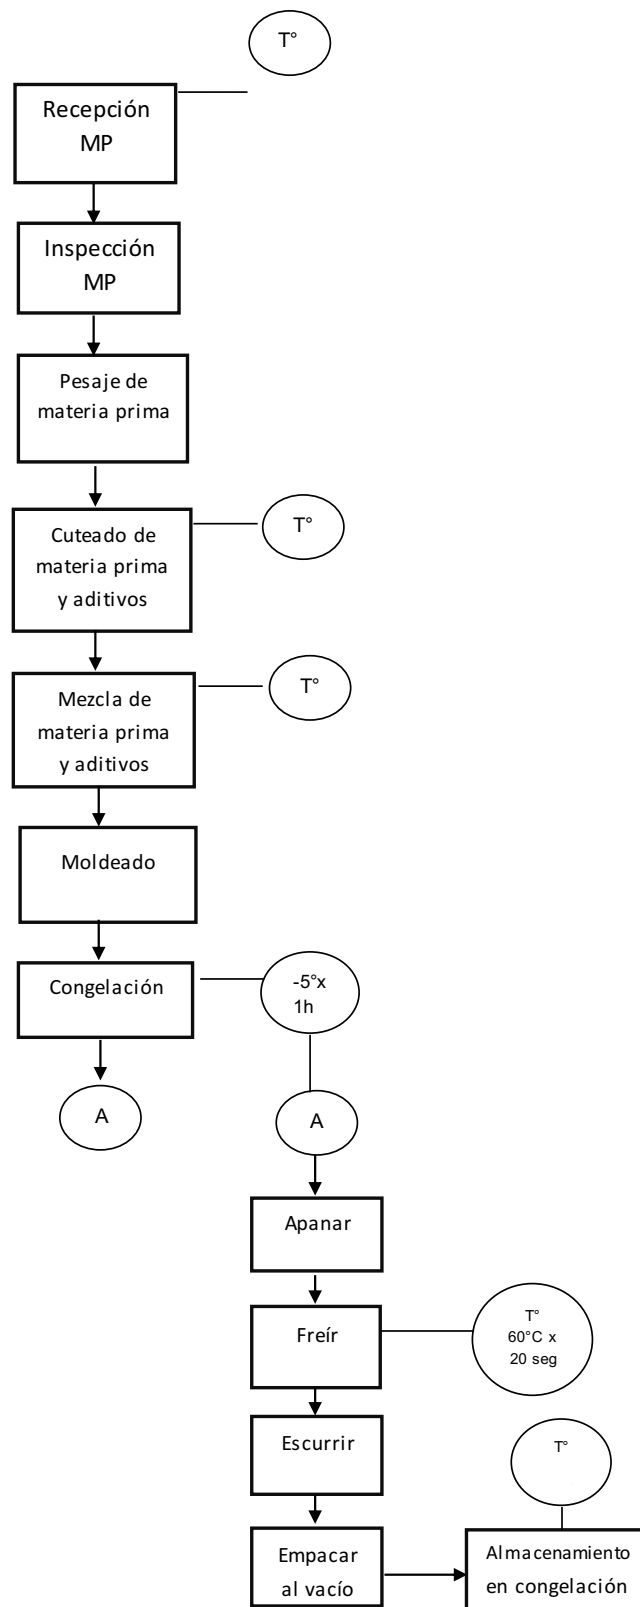 T°
Recepción
MP
Inspección
MP
Pesaje de
materia prima
Cuteado de
materia prima
y aditivos
T°
Mezcla de
materia prima
y aditivos
T°
Moldeado
Congelación
-5°x
1h
A
A
Apanar
Freír
T°
60°C x
20 seg
Escurrir
T°
Empacar
al vacío
Almacenamiento
en congelación